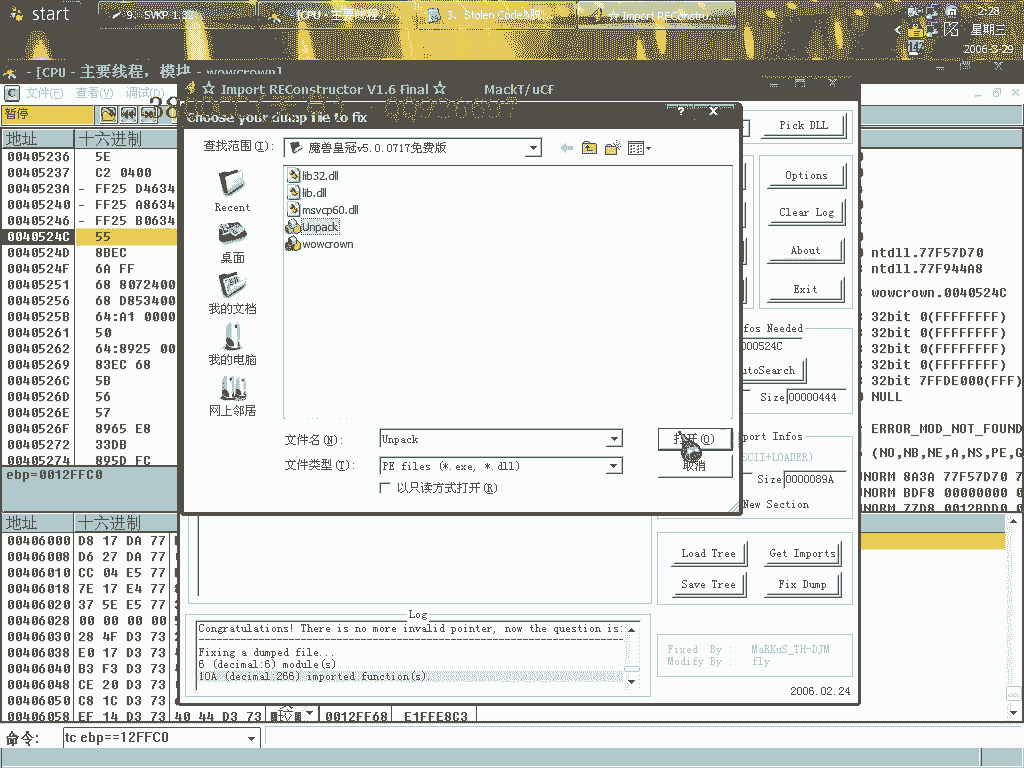 start
9. SVKP 1.32
[CPU - 主要线程,
3. Stolen Code
☆ Import REConstru...
2:23
星期三
2006-3-29
142
- [CPU - 主要线程, 模块 - wowcrown]
文件(F) 查看(V) 调试(D)
暂停
地址 十六进制
00405236 5E
00405237 C2 0400
0040523A - FF25 D4634
00405240 - FF25 A8634
00405246 - FF25 B0634
0040524C 55
0040524D 8BEC
0040524F 6A FF
00405251 68 8072400
00405256 68 D853400
0040525B 64:A1 0000
00405261 50
00405262 64:8925 00
00405269 83EC 68
0040526C 5B
0040526D 56
0040526E 57
0040526F 8965 E8
00405272 33DB
00405274 895D FC
ebp=0012FFC0
地址 十六进制
00406000 D8 17 DA 77
00406008 D6 27 DA 77
00406010 CC 04 E5 77
00406018 7E 17 E4 77
00406020 37 5E E5 77
00406028 00 00 00 00
00406030 28 4F D3 73
00406038 E0 17 D3 73
00406040 B3 F3 D3 73
00406048 CE 20 D3 73
00406050 C8 1C D3 73
00406058 EF 14 D3 73 40 44 D3 73
0012FF68 E1FFE8C3
命令: tc ebp==12FFC0
☆ Import REConstructor V1.6 Final ☆ MackT/uCF
Choose your dump file to fix
查找范围(I): 魔兽皇冠v5.0.0717免费版
Recent
桌面
我的文档
我的电脑
网上邻居
lib32.dll
lib.dll
msvcp60.dll
Unpack
wowcrown
文件名(N): Unpack
打开(O)
文件类型(T): PE files (*.exe, *.dll)
取消
以只读方式打开(R)
Pick DLL
Options
Clear Log
About
Exit
nfos Needed
000524C
utoSearch
Size 00000444
port Infos
SCII+LOADER)
Size 0000089A
New Section
Load Tree
Get Imports
Save Tree
Fix Dump
Log
Congratulations! There is no more invalid pointer, now the question is:
Fixing a dumped file...
6 (decimal:6) module(s)
10A (decimal:266) imported function(s).
Fixed By : MaRKuS_TH-DJM
Modify By : fly
2006.02.24
ntdll.77F57D70
ntdll.77F944A8
wowcrown.0040524C
32bit 0(FFFFFFFF)
32bit 0(FFFFFFFF)
32bit 0(FFFFFFFF)
32bit 0(FFFFFFFF)
32bit 7FFDE000(FFF)
NULL
ERROR_MOD_NOT_FOUND
(NO,NB,NE,A,NS,PE,G
UNORM 8A3A 77F57D70 7
UNORM BDF8 00000000 0
UNORM 77D8 0012BDD0 0